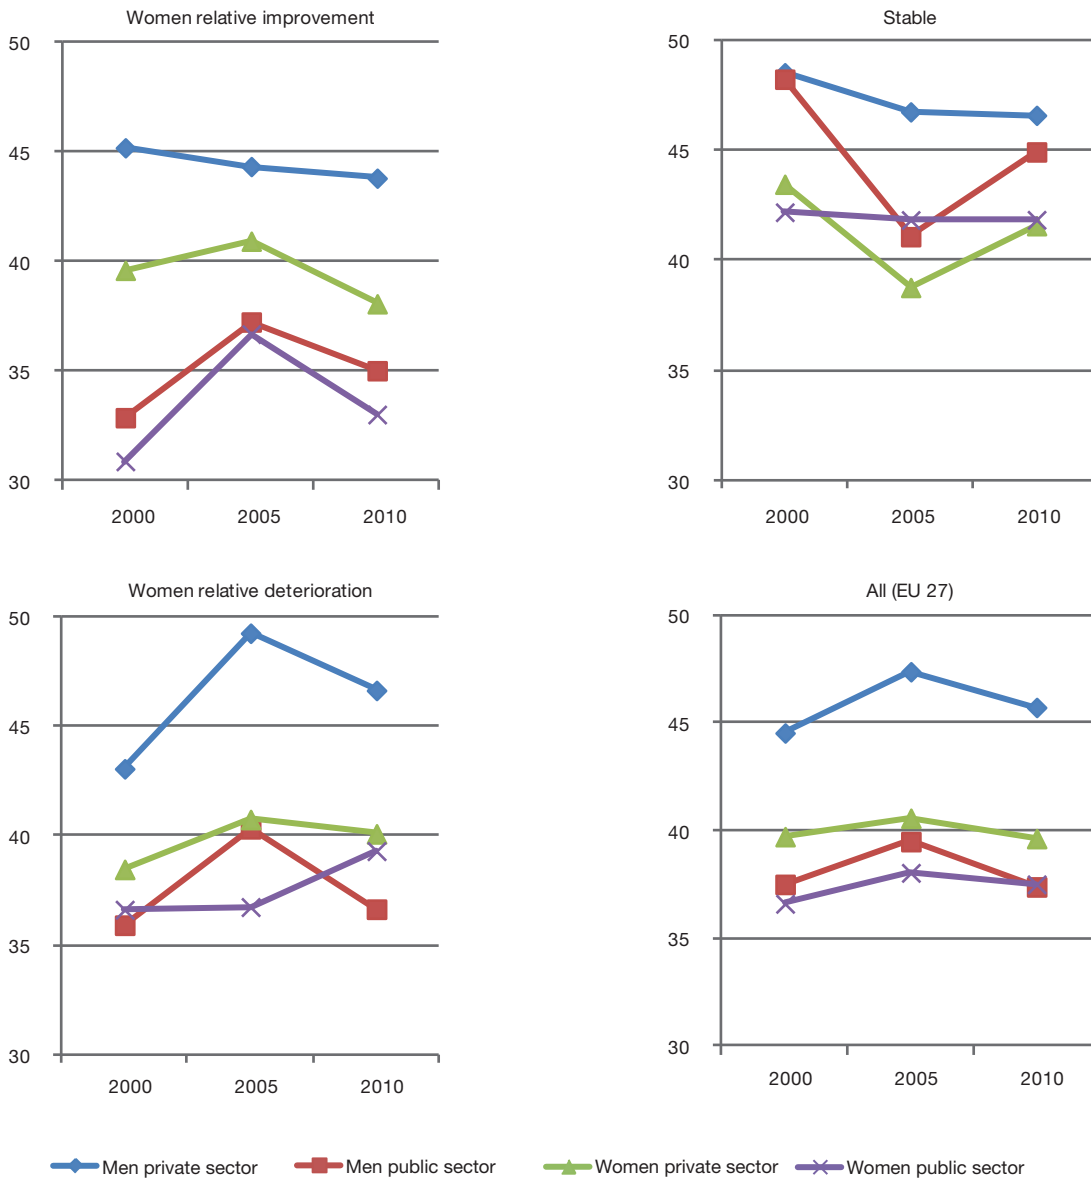 Women relative improvement
50
45
40
35
30
2000 2005 2010
Stable
50
45
40
35
30
2000 2005 2010
Women relative deterioration
50
45
40
35
30
2000 2005 2010
All (EU 27)
50
45
40
35
30
2000 2005 2010
Men private sector Men public sector Women private sector Women public sector